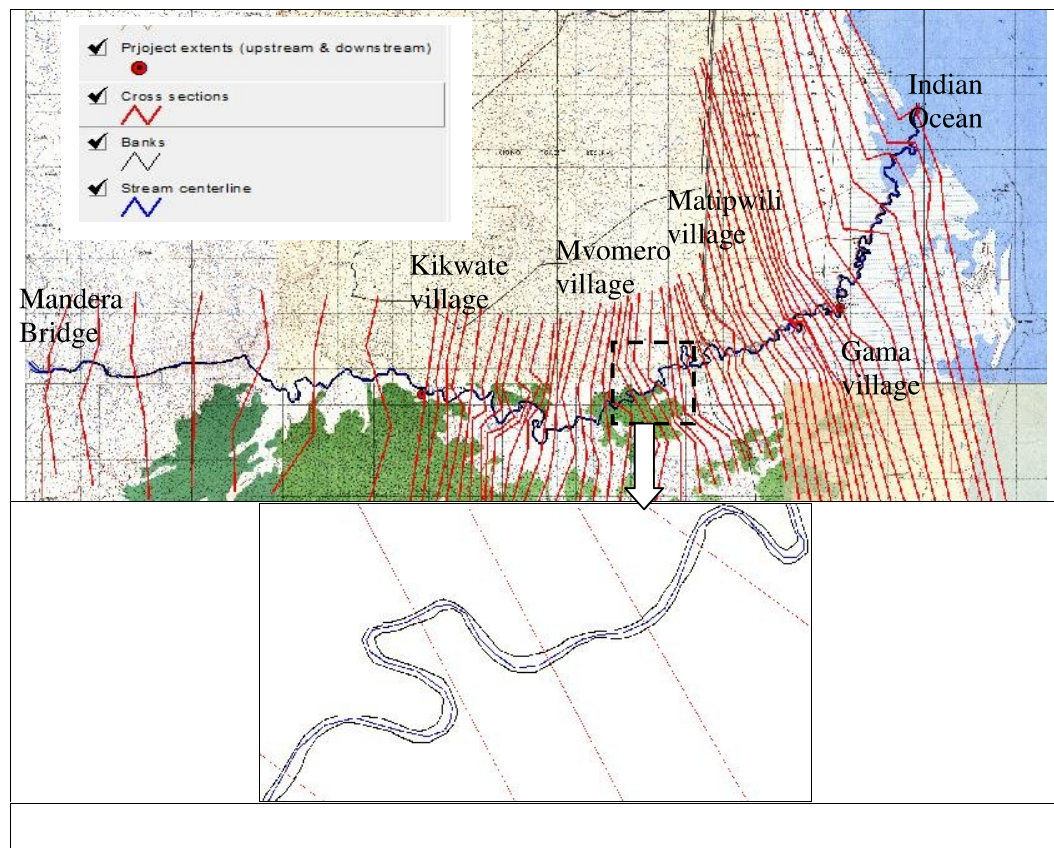 Prjoject extents (upstream & downstream)
Cross sections
Banks
Stream centerline
Indian
Ocean
Matipwili
village
Mvomero
village
Kikwate
village
Mandera
Bridge
Gama
village